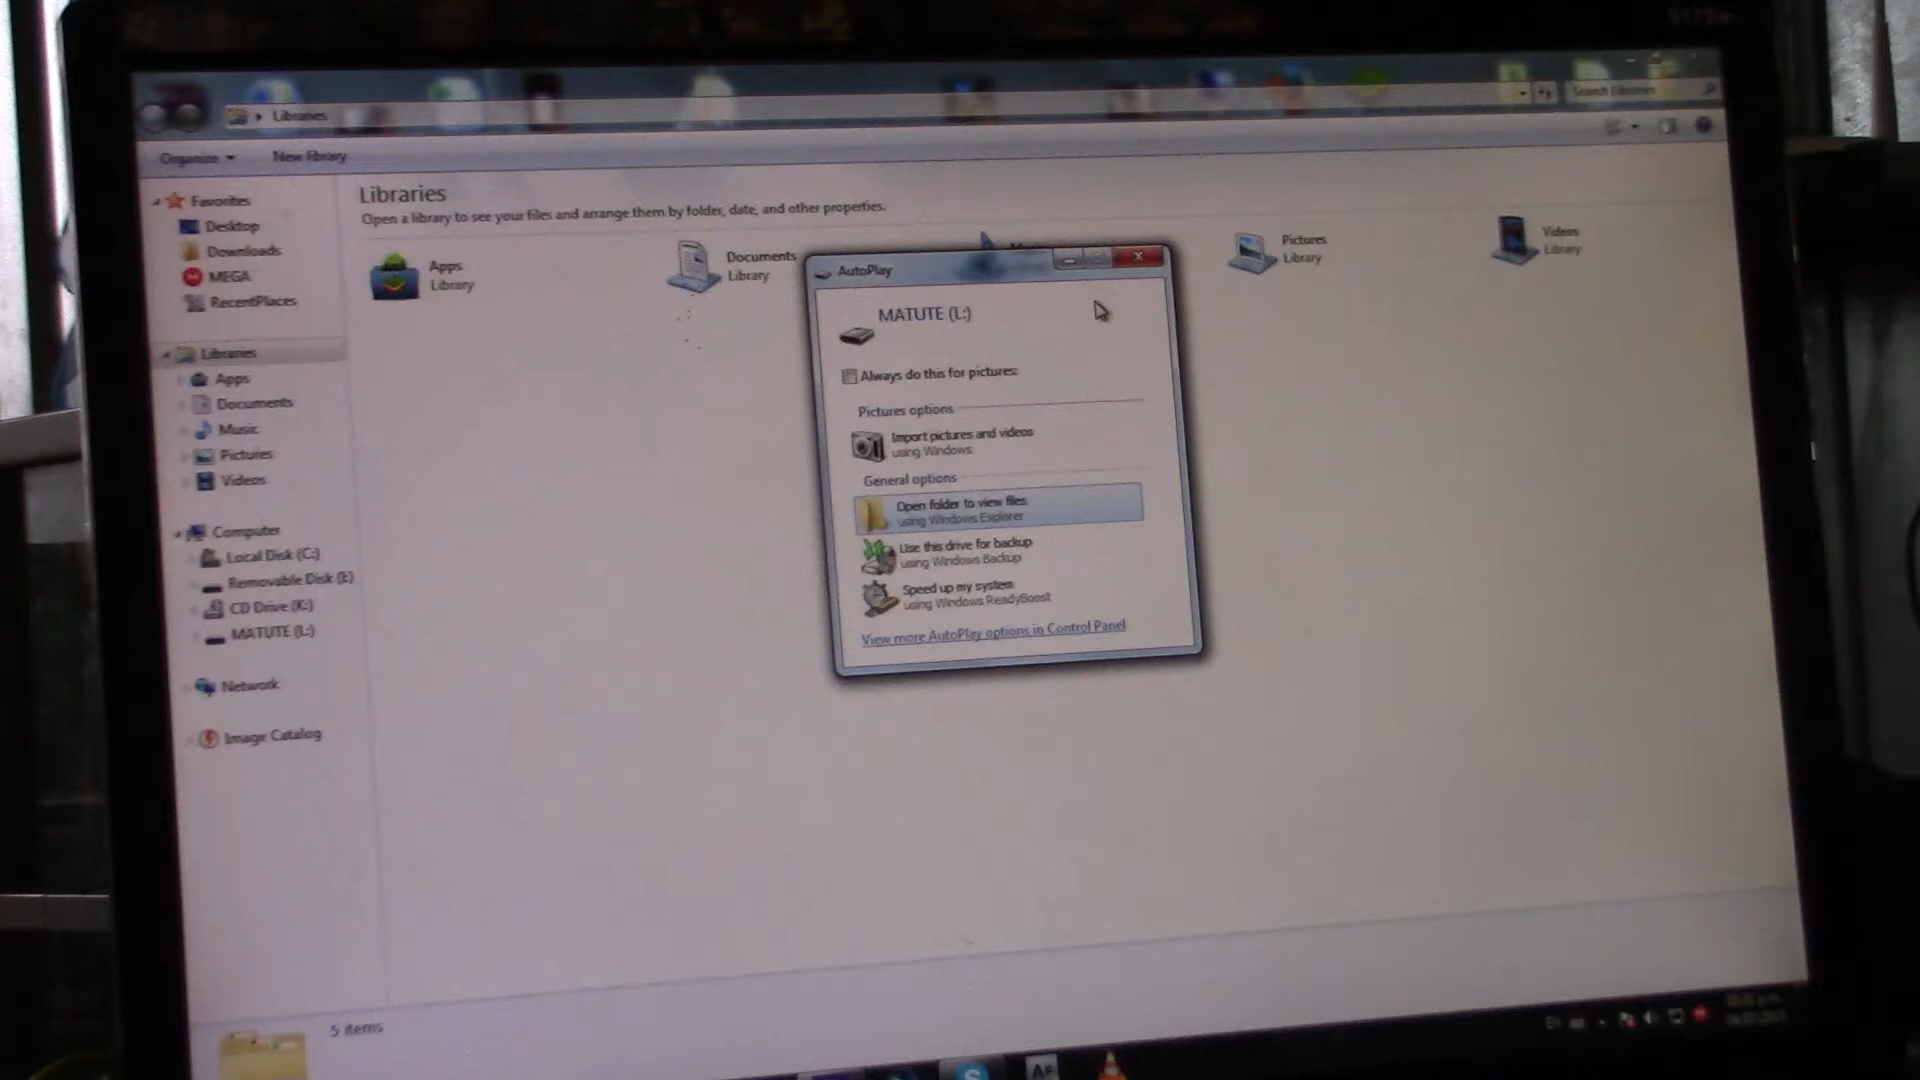 Libraries
Search Libraries
Organize
New library
Favorites
Desktop
Downloads
MEGA
RecentPlaces
Libraries
Apps
Documents
Music
Pictures
Videos
Computer
Local Disk (C:)
Removable Disk (I:)
CD Drive (K:)
MATUTE (L:)
Network
Image Catalog
Libraries
Open a library to see your files and arrange them by folder, date, and other properties.
Apps
Library
Documents
Library
Pictures
Library
Videos
Library
AutoPlay
MATUTE (L:)
Always do this for pictures:
Pictures options
Import pictures and videos
using Windows
General options
Open folder to view files
using Windows Explorer
Use this drive for backup
using Windows Backup
Speed up my system
using Windows ReadyBoost
View more AutoPlay options in Control Panel
5 items
EN